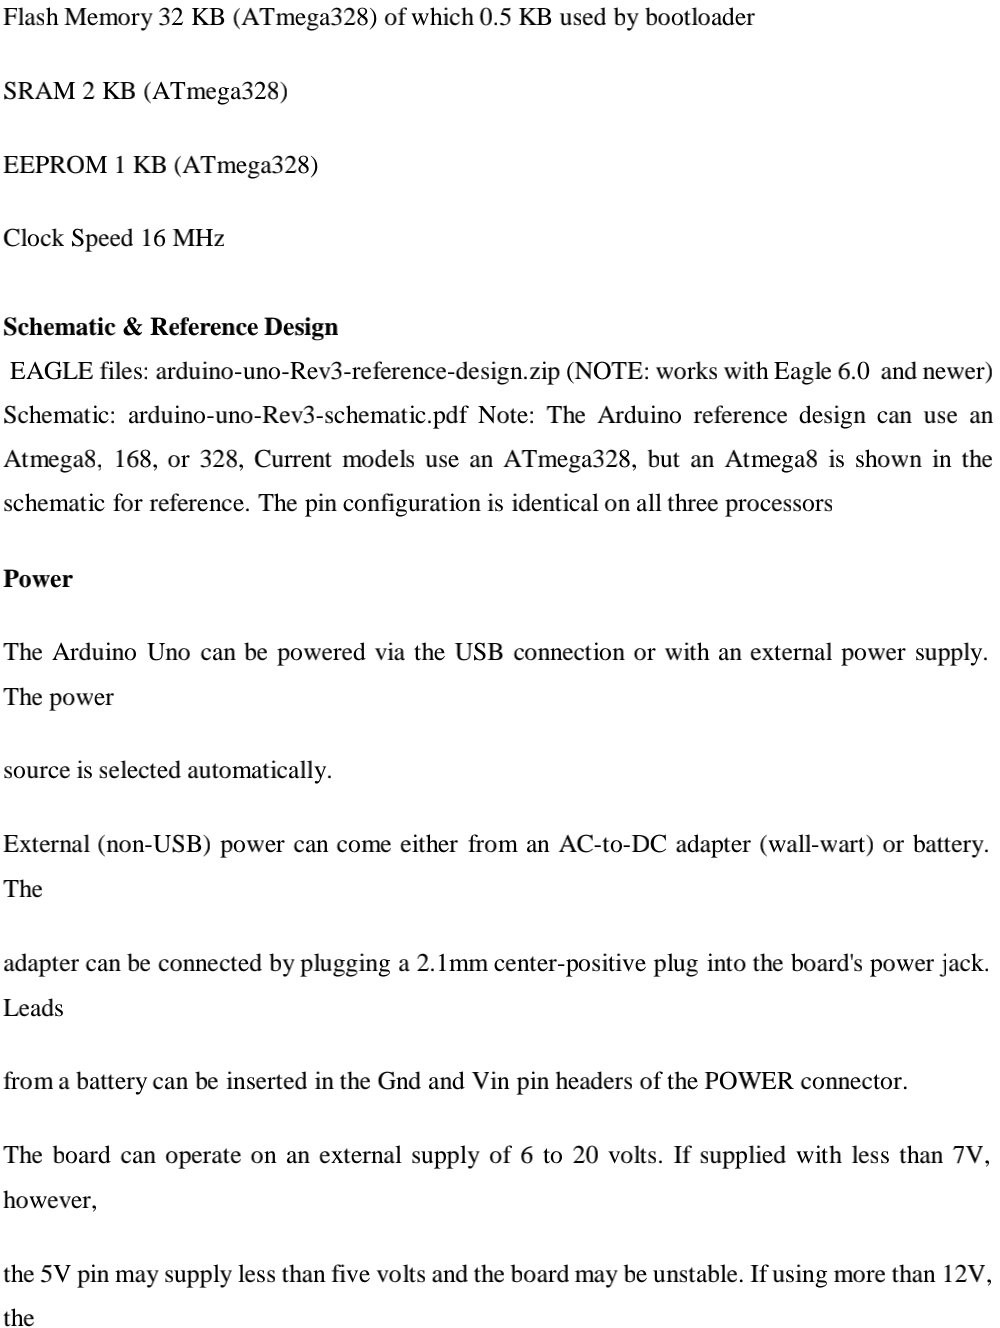 Flash Memory 32 KB (ATmega328) of which 0.5 KB used by bootloader
SRAM 2 KB (ATmega328)
EEPROM 1 KB (ATmega328)
Clock Speed 16 MHz
Schematic & Reference Design
EAGLE files: arduino-uno-Rev3-reference-design.zip (NOTE: works with Eagle 6.0 and newer)
Schematic: arduino-uno-Rev3-schematic.pdf Note: The Arduino reference design can use an
Atmega8, 168, or 328, Current models use an ATmega328, but an Atmega8 is shown in the
schematic for reference. The pin configuration is identical on all three processors
Power
The Arduino Uno can be powered via the USB connection or with an external power supply.
The power
source is selected automatically.
External (non-USB) power can come either from an AC-to-DC adapter (wall-wart) or battery.
The
adapter can be connected by plugging a 2.1mm center-positive plug into the board's power jack.
Leads
from a battery can be inserted in the Gnd and Vin pin headers of the POWER connector.
The board can operate on an external supply of 6 to 20 volts. If supplied with less than 7V,
however,
the 5V pin may supply less than five volts and the board may be unstable. If using more than 12V,
the